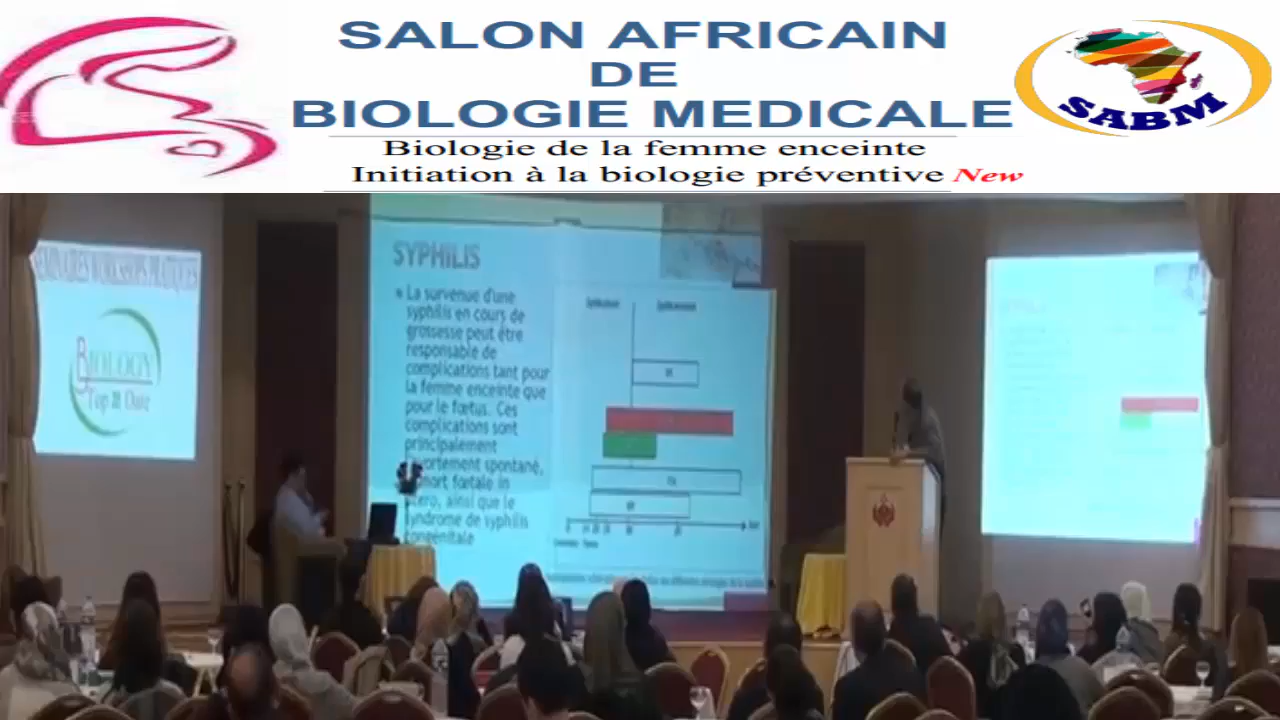 SALON AFRICAIN
DE
BIOLOGIE MEDICALE
Biologie de la femme enceinte
Initiation à la biologie préventive New
SABM
BIOLOGY
SYPHILIS
La survenue d'une
syphilis en cours de
grossesse peut être
responsable de
complications tant pour
la femme enceinte que
pour le fœtus. Ces
complications sont
principalement
avortement spontané,
mort fœtale in
utero, ainsi que le
syndrome de syphilis
congénitale